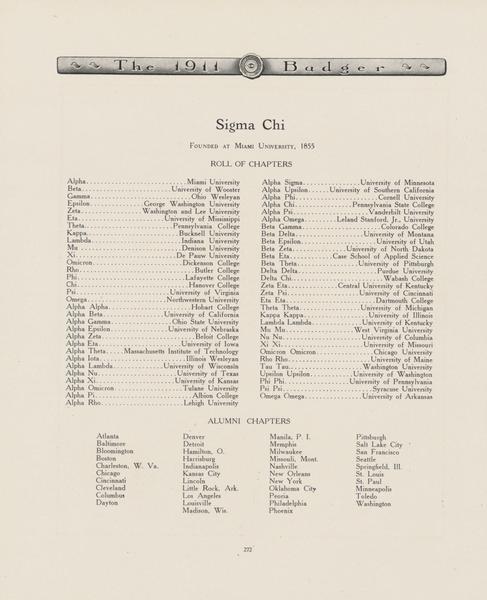 The 1911 Badger
Sigma Chi
Founded at Miami University, 1855
ROLL OF CHAPTERS
Alpha Miami University
Beta University of Wooster
Gamma Ohio Wesleyan
Epsilon George Washington University
Zeta Washington and Lee University
Eta University of Mississippi
Theta Pennsylvania College
Kappa Bucknell University
Lambda Indiana University
Mu Denison University
Xi De Pauw University
Omicron Dickenson College
Rho Butler College
Phi Lafayette College
Chi Hanover College
Psi University of Virginia
Omega Northwestern University
Alpha Alpha Hobart College
Alpha Beta University of California
Alpha Gamma Ohio State University
Alpha Epsilon University of Nebraska
Alpha Zeta Beloit College
Alpha Eta University of Iowa
Alpha Theta Massachusetts Institute of Technology
Alpha Iota Illinois Wesleyan
Alpha Lambda University of Wisconsin
Alpha Nu University of Texas
Alpha Xi University of Kansas
Alpha Omicron Tulane University
Alpha Pi Albion College
Alpha Rho Lehigh University
Alpha Sigma University of Minnesota
Alpha Upsilon University of Southern California
Alpha Phi Cornell University
Alpha Chi Pennsylvania State College
Alpha Psi Vanderbilt University
Alpha Omega Leland Stanford, Jr., University
Beta Gamma Colorado College
Beta Delta University of Montana
Beta Epsilon University of Utah
Beta Zeta University of North Dakota
Beta Eta Case School of Applied Science
Beta Theta University of Pittsburgh
Delta Delta Purdue University
Delta Chi Wabash College
Zeta Eta Central University of Kentucky
Zeta Psi University of Cincinnati
Eta Eta Dartmouth College
Theta Theta University of Michigan
Kappa Kappa University of Illinois
Lambda Lambda University of Kentucky
Mu Mu West Virginia University
Nu Nu University of Columbia
Xi Xi University of Missouri
Omicron Omicron Chicago University
Rho Rho University of Maine
Tau Tau Washington University
Upsilon Upsilon University of Washington
Phi Phi University of Pennsylvania
Psi Psi Syracuse University
Omega Omega University of Arkansas
ALUMNI CHAPTERS
Atlanta
Baltimore
Bloomington
Boston
Charleston, W. Va.
Chicago
Cincinnati
Cleveland
Columbus
Dayton
Denver
Detroit
Hamilton, O.
Harrisburg
Indianapolis
Kansas City
Lincoln
Little Rock, Ark.
Los Angeles
Louisville
Madison, Wis.
Manila, P. I.
Memphis
Milwaukee
Missouli, Mont.
Nashville
New Orleans
New York
Oklahoma City
Peoria
Philadelphia
Phoenix
Pittsburg
Salt Lake City
San Francisco
Seattle
Springfield, Ill.
St. Louis
St. Paul
Minneapolis
Toledo
Washington
272